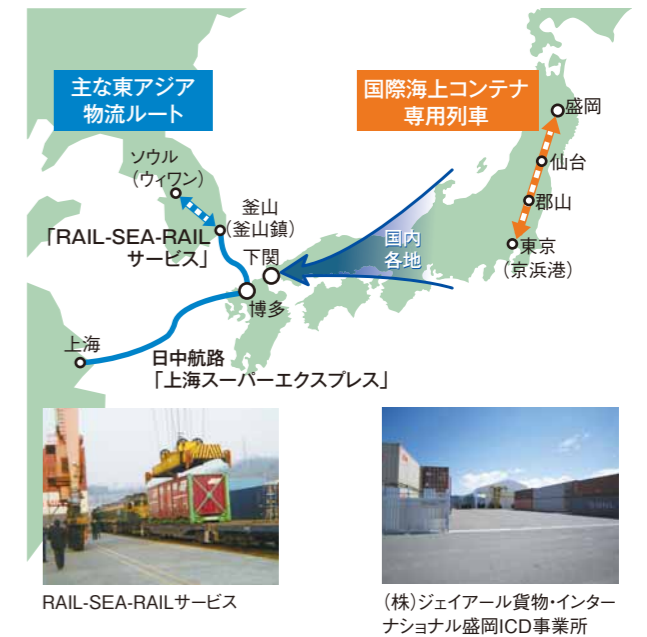 主な東アジア
物流ルート
国際海上コンテナ
専用列車
盛岡
仙台
郡山
東京
(京浜港)
ソウル
(ウィワン)
釜山
(釜山鎮)
「RAIL-SEA-RAIL
サービス」
下関
国内
各地
博多
上海
日中航路
「上海スーパーエクスプレス」
RAIL-SEA-RAILサービス
(株)ジェイアール貨物・インター
ナショナル盛岡ICD事業所